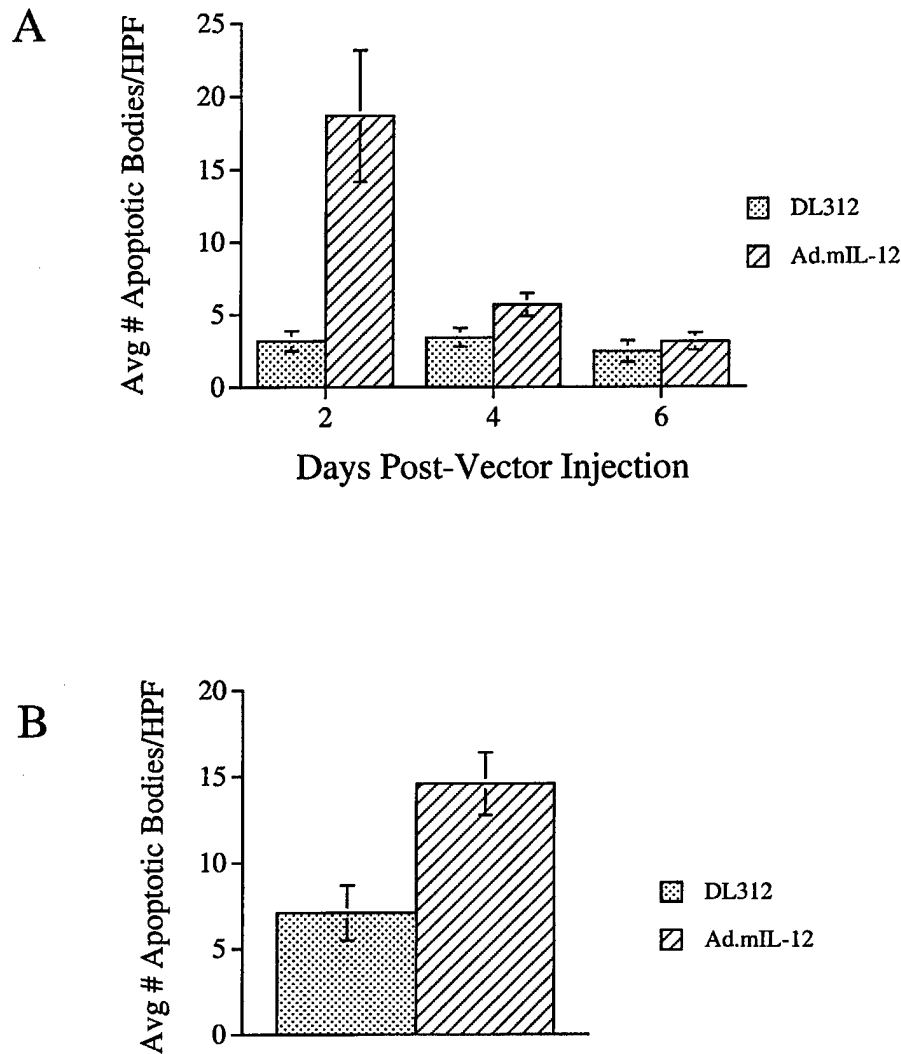 A
Avg # Apoptotic Bodies/HPF
25
20
15
10
5
0
2
4
6
Days Post-Vector Injection
DL312
Ad.mIL-12
B
Avg # Apoptotic Bodies/HPF
20
15
10
5
0
DL312
Ad.mIL-12